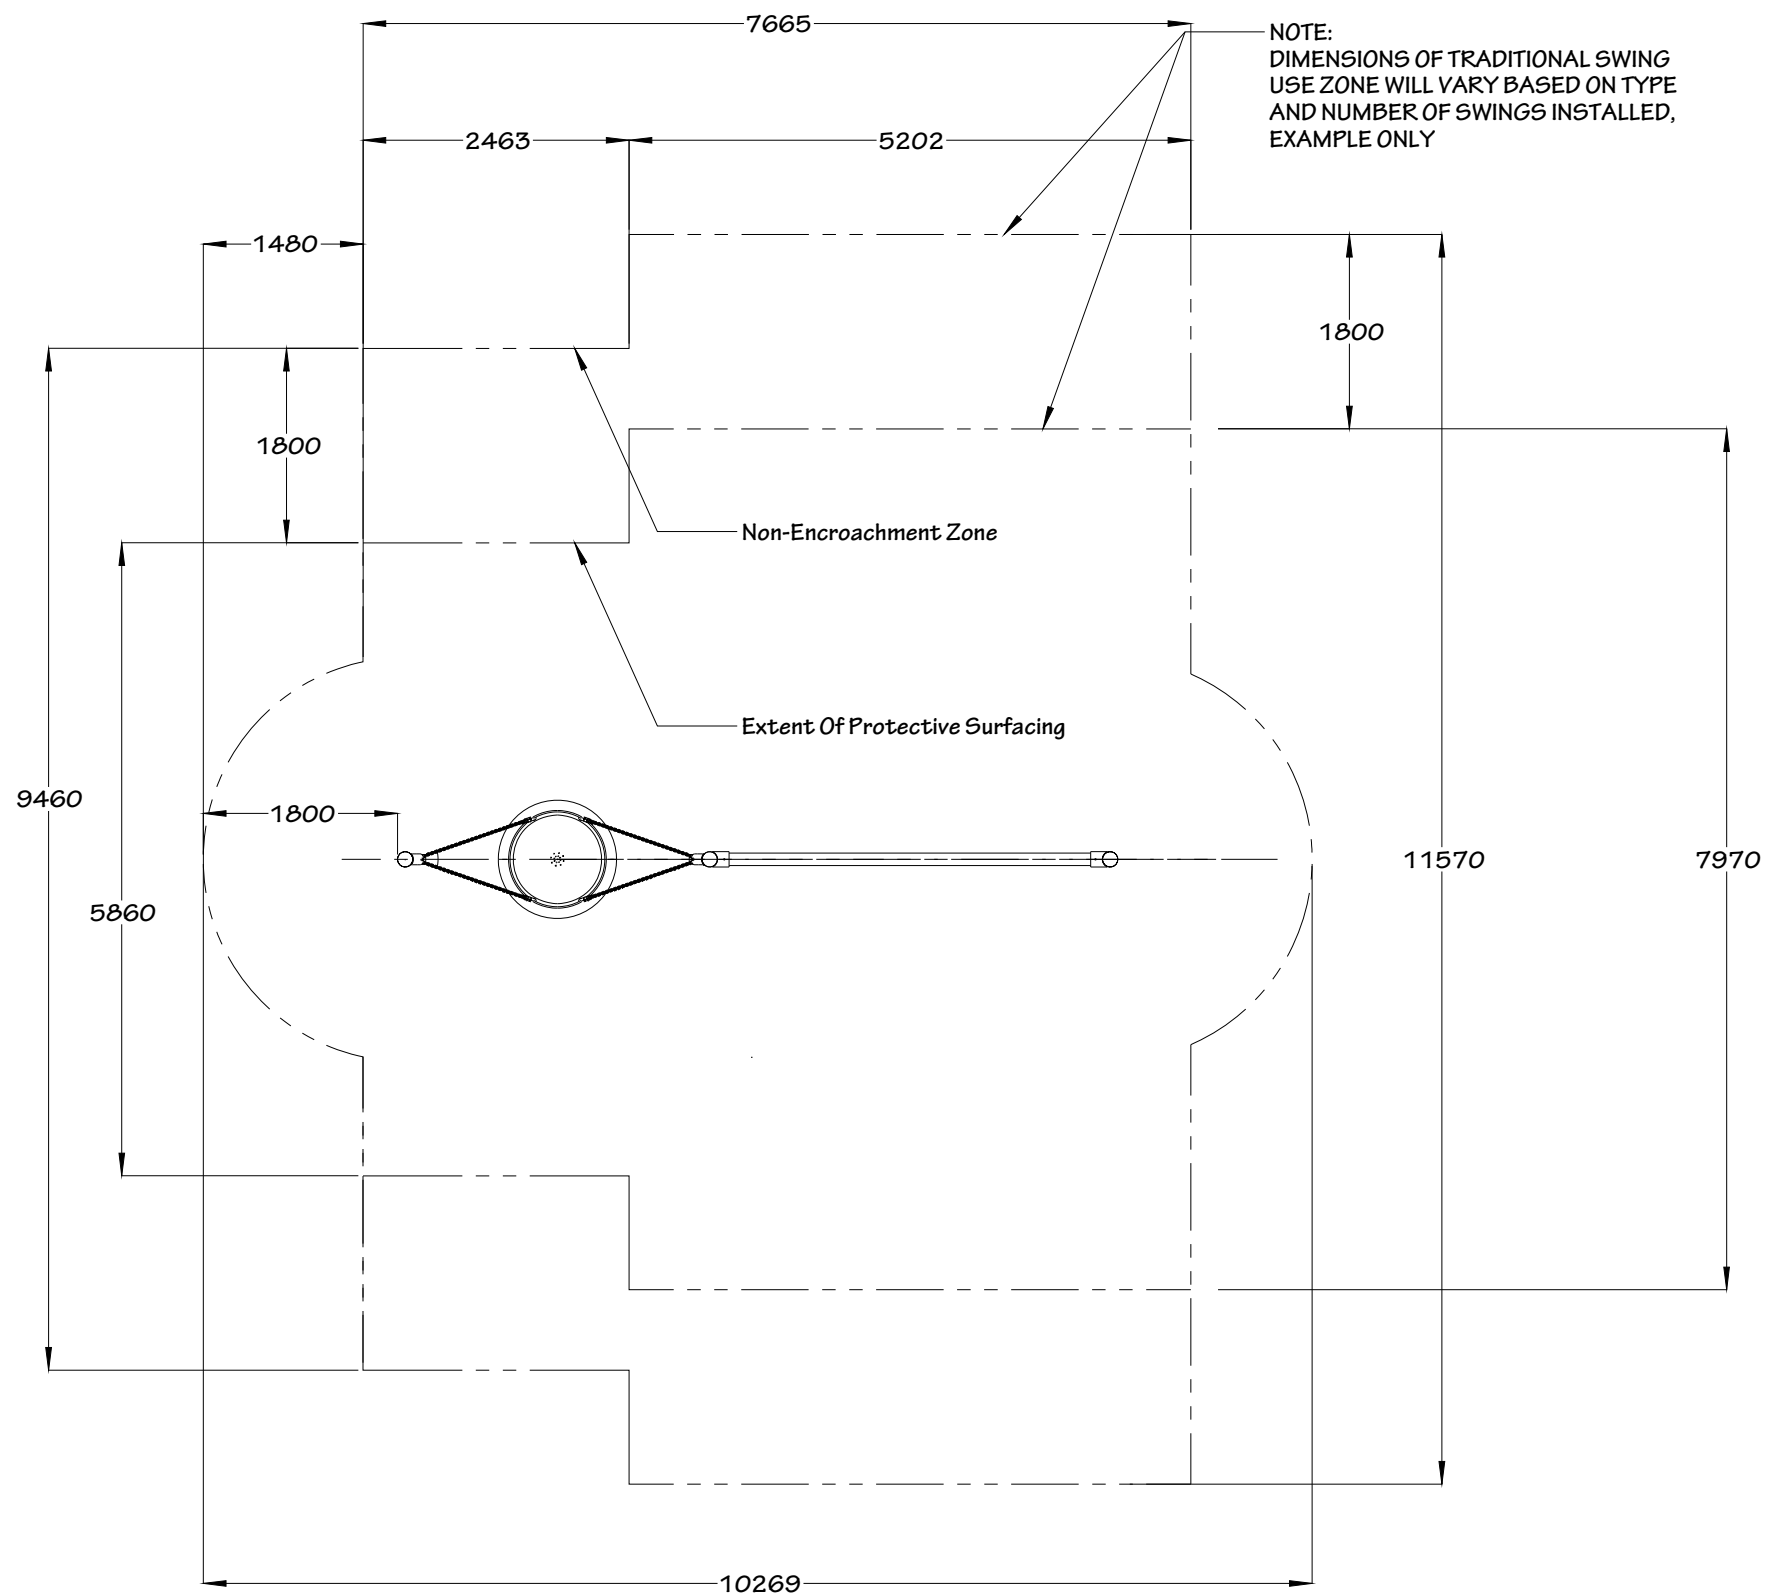 7665
NOTE:
DIMENSIONS OF TRADITIONAL SWING
USE ZONE WILL VARY BASED ON TYPE
AND NUMBER OF SWINGS INSTALLED,
EXAMPLE ONLY
2463
5202
1480
1800
1800
Non-Encroachment Zone
Extent Of Protective Surfacing
9460
1800
11570
7970
5860
10269